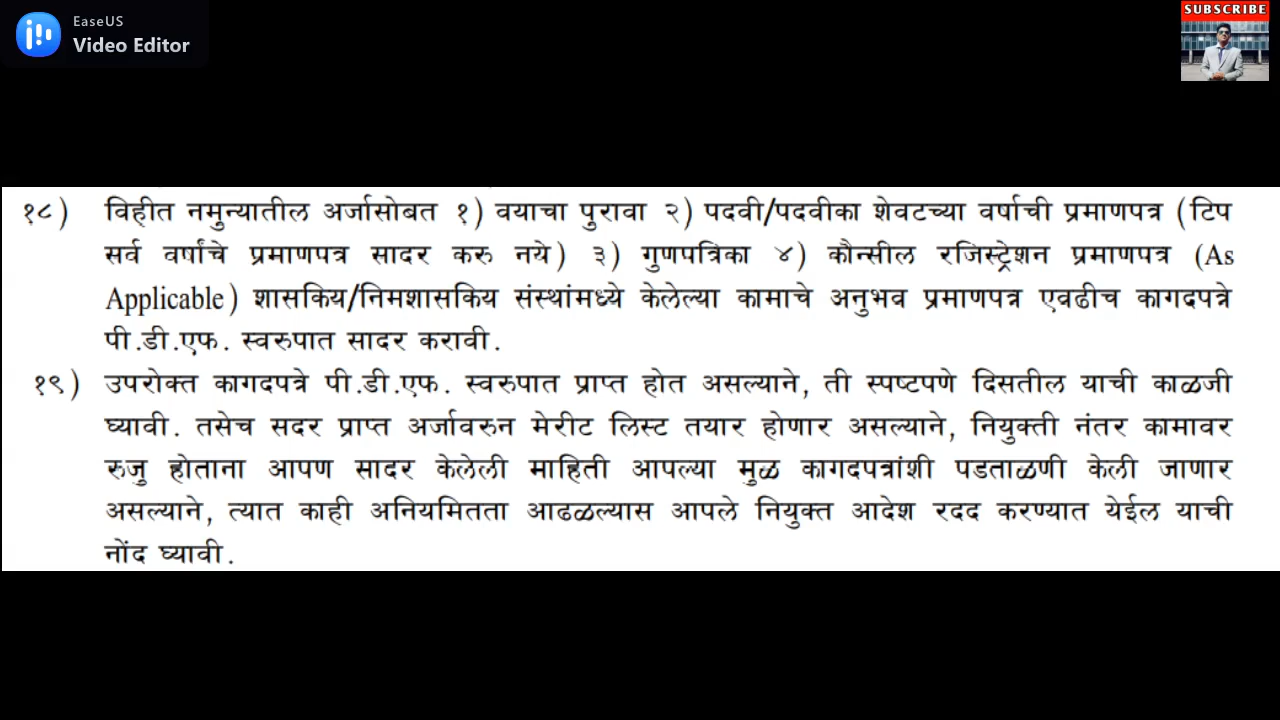 EaseUS
Video Editor
SUBSCRIBE
१८) विहीत नमुन्यातील अर्जासोबत १) वयाचा पुरावा २) पदवी/पदवीका शेवटच्या वर्षाची प्रमाणपत्र (टिप
सर्व वर्षांचे प्रमाणपत्र सादर करु नये) ३) गुणपत्रिका ४) कौन्सील रजिस्ट्रेशन प्रमाणपत्र (As
Applicable) शासकिय/निमशासकिय संस्थांमध्ये केलेल्या कामाचे अनुभव प्रमाणपत्र एवढीच कागदपत्रे
पी.डी.एफ. स्वरुपात सादर करावी.
१९) उपरोक्त कागदपत्रे पी.डी.एफ. स्वरुपात प्राप्त होत असल्याने, ती स्पष्टपणे दिसतील याची काळजी
घ्यावी. तसेच सदर प्राप्त अर्जावरुन मेरीट लिस्ट तयार होणार असल्याने, नियुक्ती नंतर कामावर
रुजु होताना आपण सादर केलेली माहिती आपल्या मुळ कागदपत्रांशी पडताळणी केली जाणार
असल्याने, त्यात काही अनियमितता आढळल्यास आपले नियुक्त आदेश रदद करण्यात येईल याची
नोंद घ्यावी.